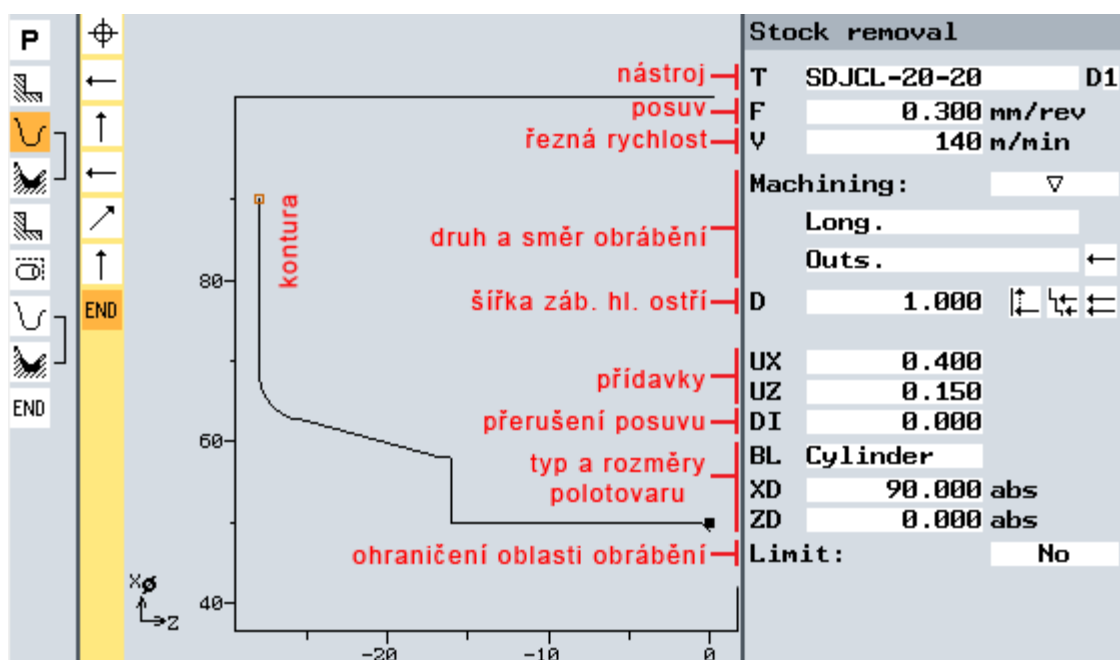 P
END
END
80
60
40
X⌀
Z
-20
-10
0
kontura
Stock removal
nástroj
T SDJCL-20-20 D1
posuv
F 0.300 mm/rev
řezná rychlost
V 140 m/min
Machining: ▽
druh a směr obrábění
Long.
Outs. ←
šířka záb. hl. ostří
D 1.000
přídavky
UX 0.400
UZ 0.150
přerušení posuvu
DI 0.000
typ a rozměry
polotovaru
BL Cylinder
XD 90.000 abs
ZD 0.000 abs
ohraničení oblasti obrábění
Limit: No